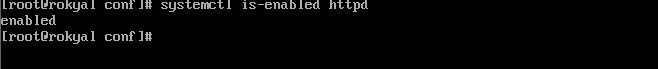 [root@rokyal conf]# systemctl is-enabled httpd
enabled
[root@rokyal conf]#